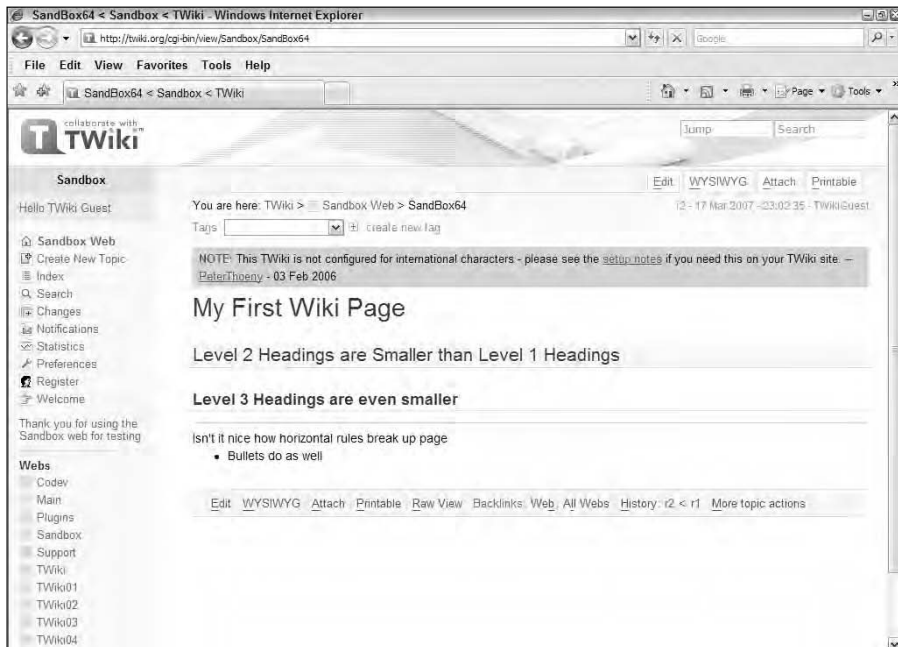 SandBox64 < Sandbox < TWiki - Windows Internet Explorer
http://twiki.org/cgi-bin/view/Sandbox/SandBox64
Google
File Edit View Favorites Tools Help
SandBox64 < Sandbox < TWiki
Page Tools
collaborate with
TWiki™
Jump Search
Sandbox
Edit WYSIWYG Attach Printable
Hello TWiki Guest
You are here: TWiki > Sandbox Web > SandBox64
r2 - 17 Mar 2007 - 23:02:35 - TWikiGuest
Tags create new tag
Sandbox Web
Create New Topic
Index
Search
Changes
Notifications
Statistics
Preferences
Register
Welcome
Thank you for using the
Sandbox web for testing
Webs
Codev
Main
Plugins
Sandbox
Support
TWiki
TWiki01
TWiki02
TWiki03
TWiki04
NOTE: This TWiki is not configured for international characters - please see the setup notes if you need this on your TWiki site. --
PeterThoeny - 03 Feb 2006
My First Wiki Page
Level 2 Headings are Smaller than Level 1 Headings
Level 3 Headings are even smaller
Isn't it nice how horizontal rules break up page
• Bullets do as well
Edit WYSIWYG Attach Printable Raw View Backlinks: Web, All Webs History: r2 < r1 More topic actions